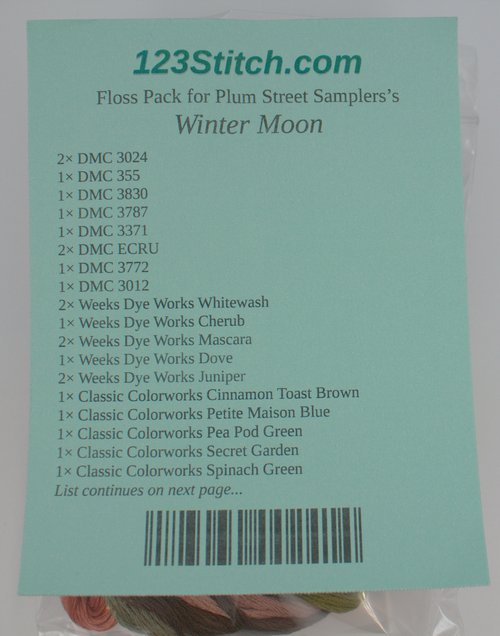 123Stitch.com
Floss Pack for Plum Street Samplers's
Winter Moon
2× DMC 3024
1× DMC 355
1× DMC 3830
1× DMC 3787
1× DMC 3371
2× DMC ECRU
1× DMC 3772
1× DMC 3012
2× Weeks Dye Works Whitewash
1× Weeks Dye Works Cherub
2× Weeks Dye Works Mascara
1× Weeks Dye Works Dove
2× Weeks Dye Works Juniper
1× Classic Colorworks Cinnamon Toast Brown
1× Classic Colorworks Petite Maison Blue
1× Classic Colorworks Pea Pod Green
1× Classic Colorworks Secret Garden
1× Classic Colorworks Spinach Green
List continues on next page...